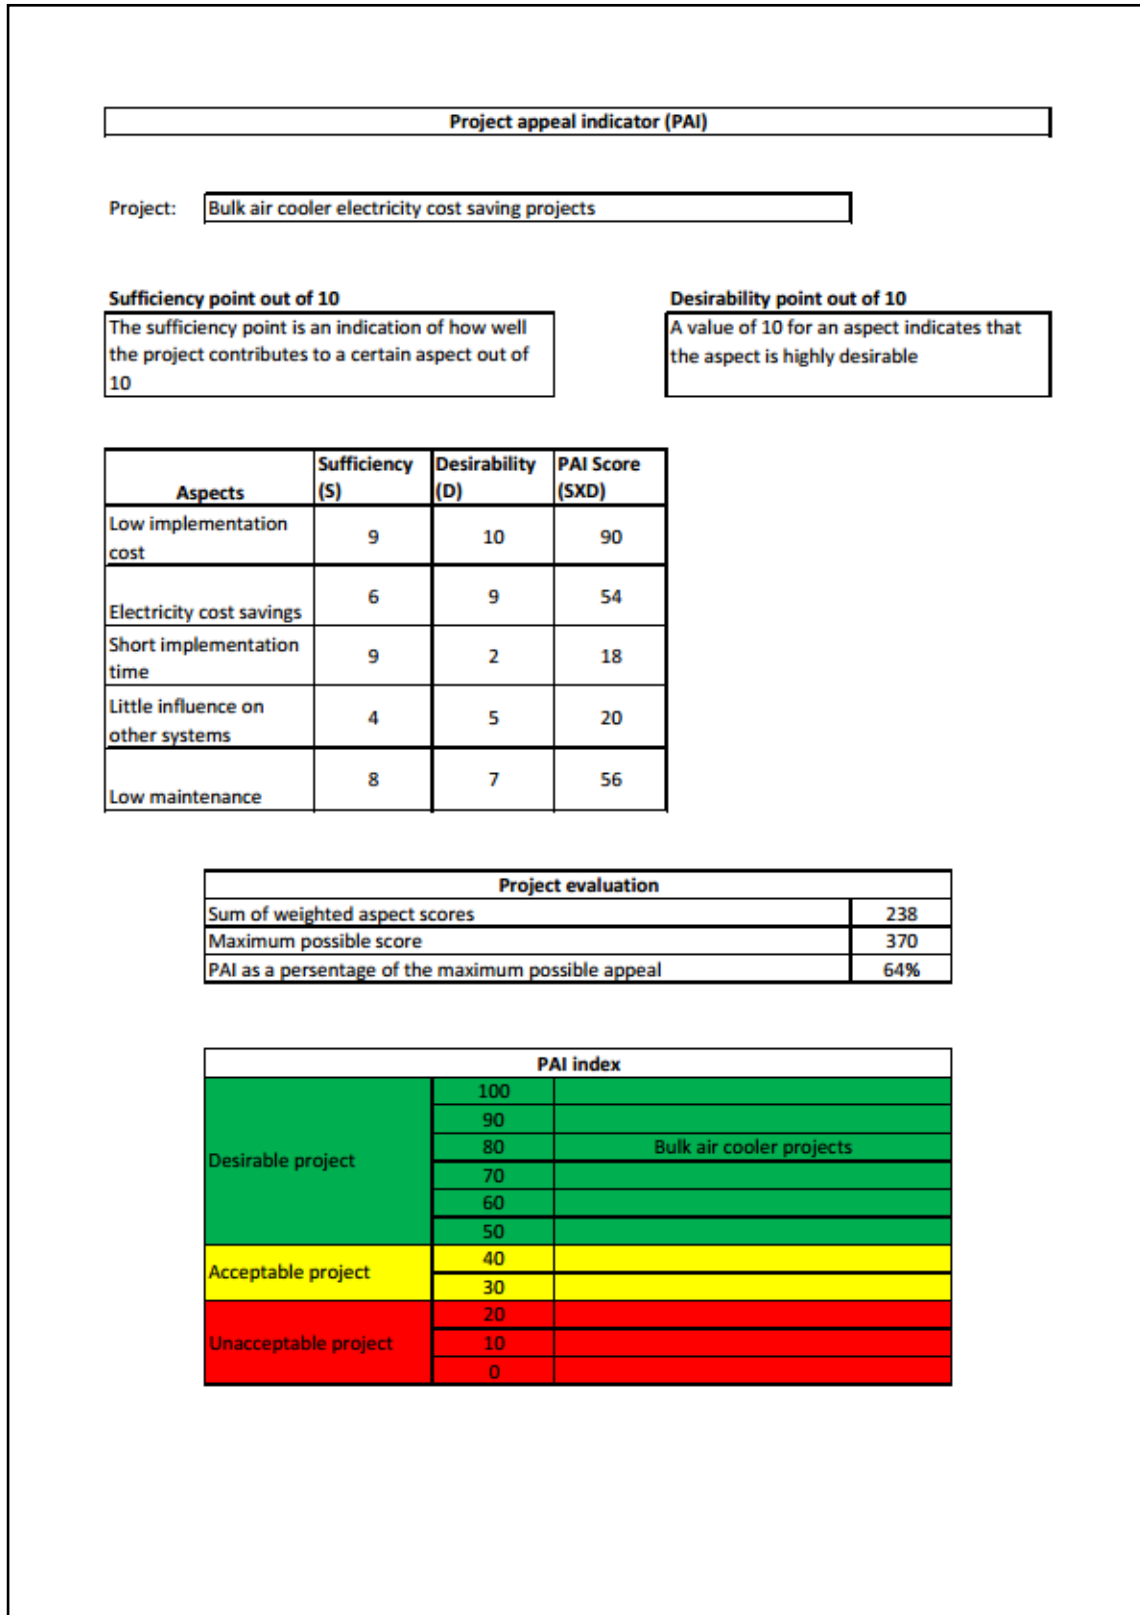 Project appeal indicator (PAI)
Project: Bulk air cooler electricity cost saving projects
Sufficiency point out of 10
The sufficiency point is an indication of how well
the project contributes to a certain aspect out of
10
Desirability point out of 10
A value of 10 for an aspect indicates that
the aspect is highly desirable
Aspects Sufficiency (S) Desirability (D) PAI Score (SXD)
Low implementation
cost 9 10 90
Electricity cost savings 6 9 54
Short implementation
time 9 2 18
Little influence on
other systems 4 5 20
Low maintenance 8 7 56
Project evaluation
Sum of weighted aspect scores 238
Maximum possible score 370
PAI as a persentage of the maximum possible appeal 64%
PAI index
Desirable project
100
90
80 Bulk air cooler projects
70
60
50
Acceptable project
40
30
Unacceptable project
20
10
0